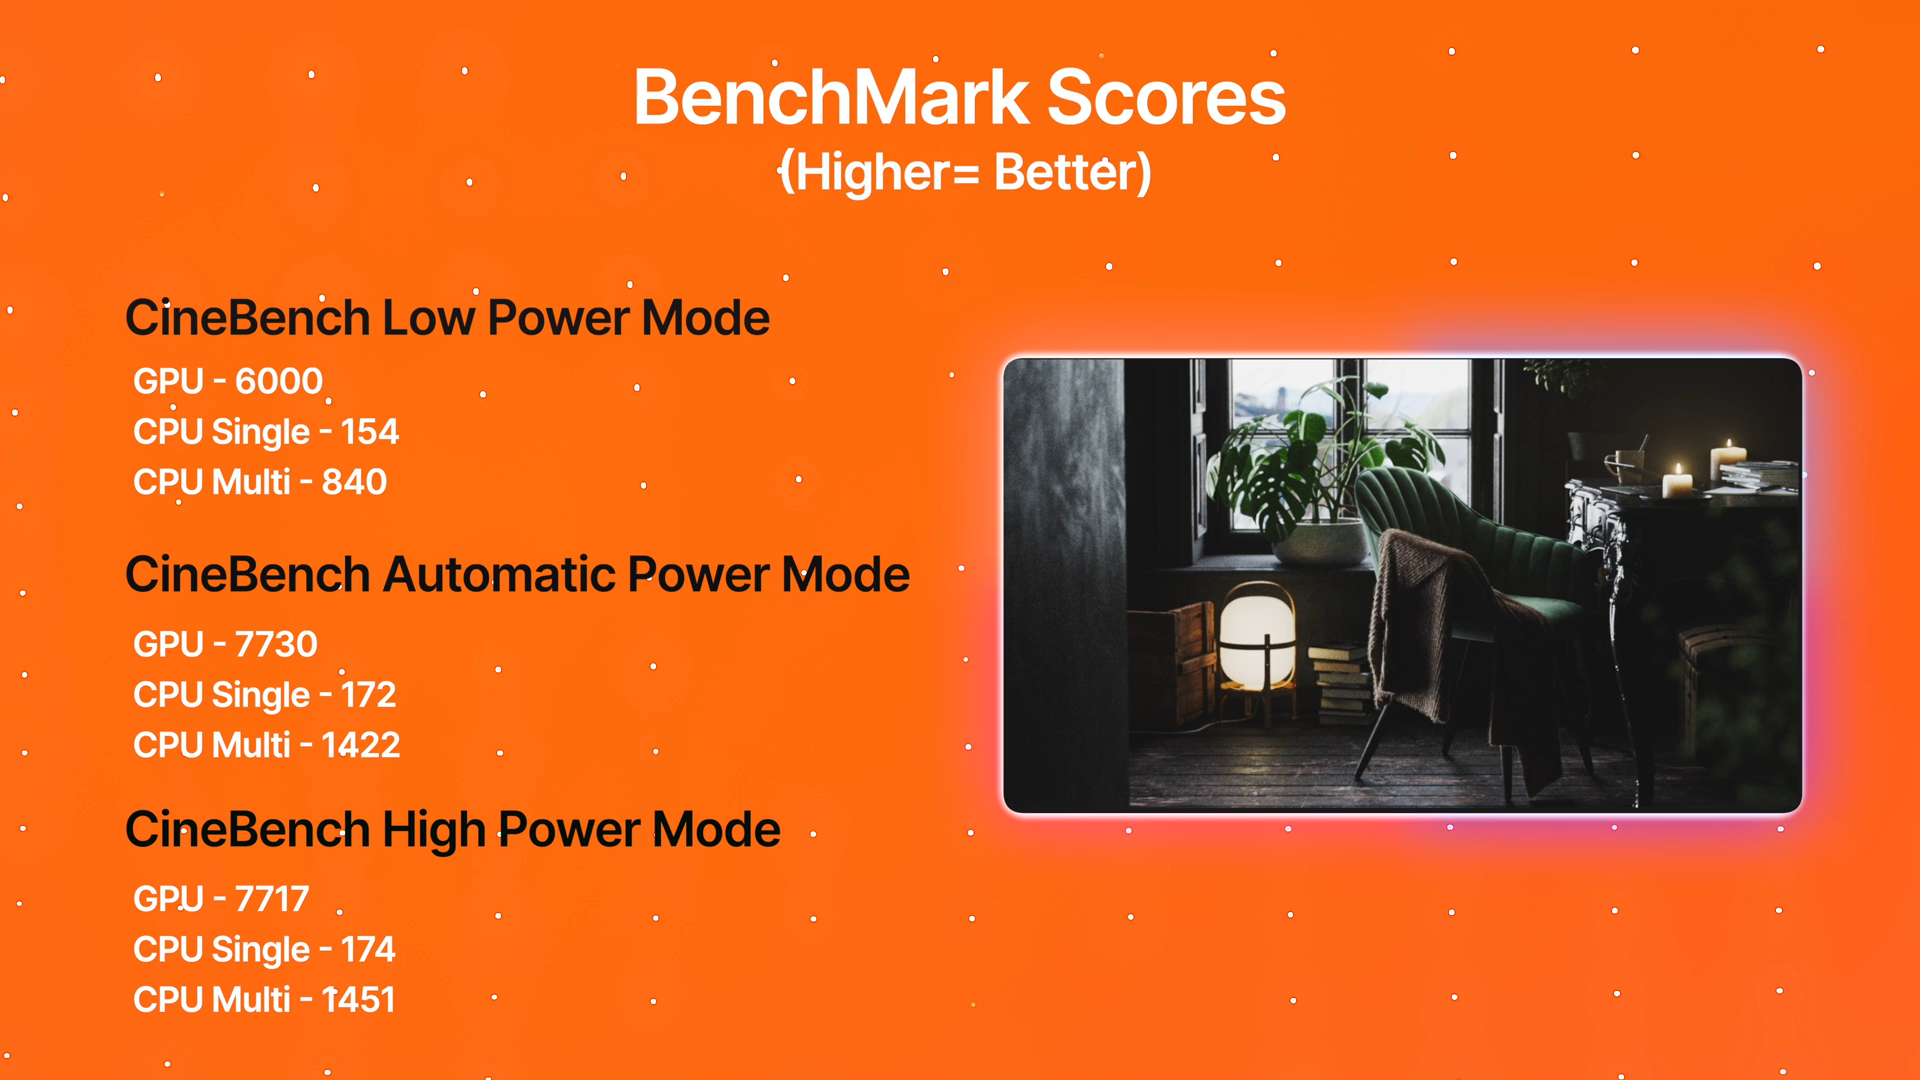 BenchMark Scores
(Higher= Better)
CineBench Low Power Mode
GPU - 6000
CPU Single - 154
CPU Multi - 840
CineBench Automatic Power Mode
GPU - 7730
CPU Single - 172
CPU Multi - 1422
CineBench High Power Mode
GPU - 7717
CPU Single - 174
CPU Multi - 1451